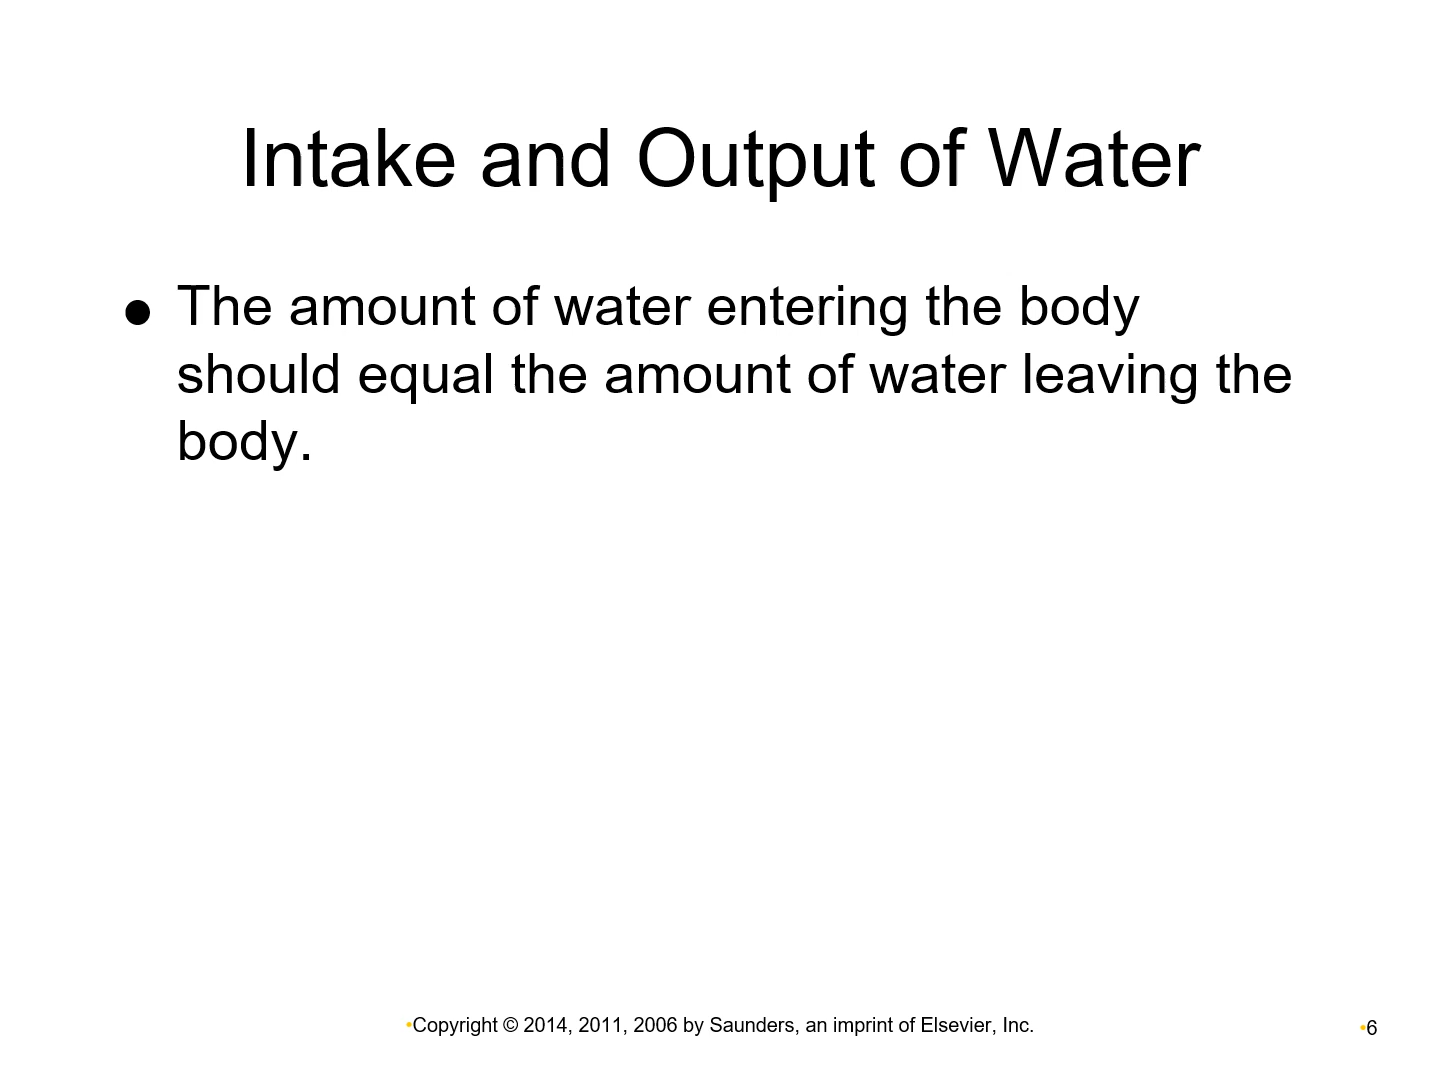 Intake and Output of Water
● The amount of water entering the body
should equal the amount of water leaving the
body.
•Copyright © 2014, 2011, 2006 by Saunders, an imprint of Elsevier, Inc.
•6